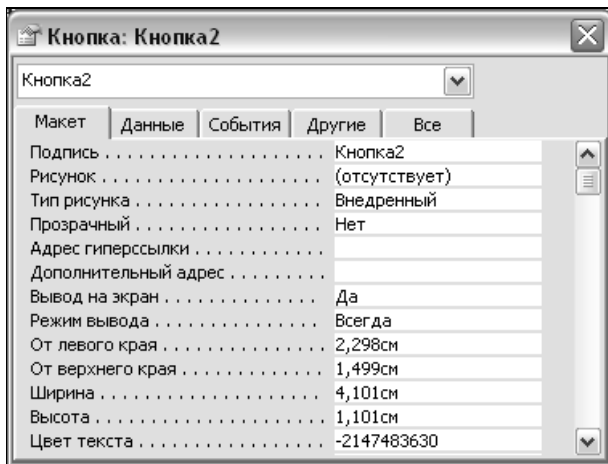 Кнопка: Кнопка2
Кнопка2
Макет Данные События Другие Все
Подпись . . . . . . . . . . . . . . . . . . . . . Кнопка2
Рисунок . . . . . . . . . . . . . . . . . . . . . (отсутствует)
Тип рисунка . . . . . . . . . . . . . . . . . . Внедренный
Прозрачный . . . . . . . . . . . . . . . . . . Нет
Адрес гиперссылки . . . . . . . . . . . .
Дополнительный адрес . . . . . . . . .
Вывод на экран . . . . . . . . . . . . . . Да
Режим вывода . . . . . . . . . . . . . . . Всегда
От левого края . . . . . . . . . . . . . . . 2,298см
От верхнего края . . . . . . . . . . . . . 1,499см
Ширина . . . . . . . . . . . . . . . . . . . . . 4,101см
Высота . . . . . . . . . . . . . . . . . . . . . 1,101см
Цвет текста . . . . . . . . . . . . . . . . . -2147483630